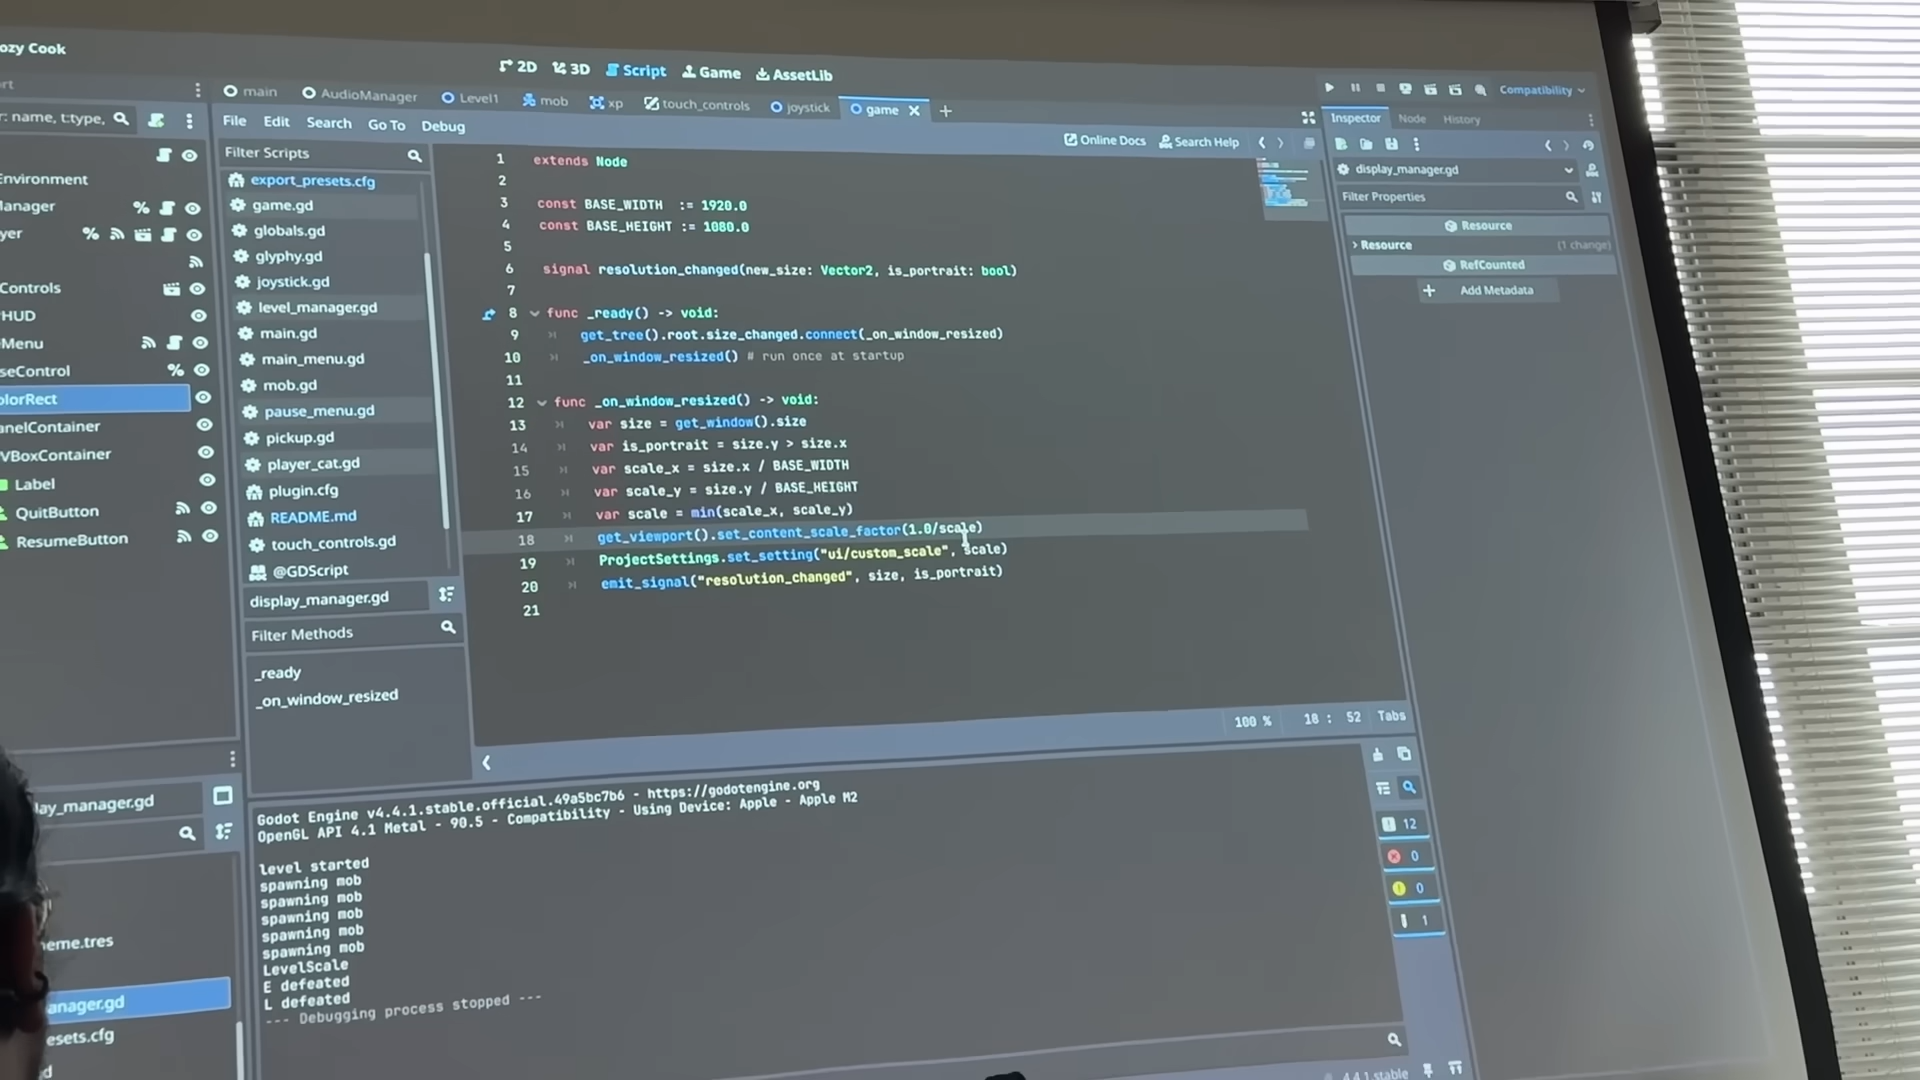 ozy Cook
2D 3D Script Game AssetLib
Compatibility
main AudioManager Level1 mob xp touch_controls joystick game
File Edit Search Go To Debug
Online Docs Search Help
Inspector Node History
r: name, t:type,
Environment
anager
yer
Controls
HUD
eMenu
seControl
olorRect
anelContainer
VBoxContainer
Label
QuitButton
ResumeButton
Filter Scripts
export_presets.cfg
game.gd
globals.gd
glyphy.gd
joystick.gd
level_manager.gd
main.gd
main_menu.gd
mob.gd
pause_menu.gd
pickup.gd
player_cat.gd
plugin.cfg
README.md
touch_controls.gd
@GDScript
display_manager.gd
Filter Methods
_ready
_on_window_resized
1 extends Node
2
3 const BASE_WIDTH := 1920.0
4 const BASE_HEIGHT := 1080.0
5
6 signal resolution_changed(new_size: Vector2, is_portrait: bool)
7
8 func _ready() -> void:
9 get_tree().root.size_changed.connect(_on_window_resized)
10 _on_window_resized() # run once at startup
11
12 func _on_window_resized() -> void:
13 var size = get_window().size
14 var is_portrait = size.y > size.x
15 var scale_x = size.x / BASE_WIDTH
16 var scale_y = size.y / BASE_HEIGHT
17 var scale = min(scale_x, scale_y)
18 get_viewport().set_content_scale_factor(1.0/scale)
19 ProjectSettings.set_setting("ui/custom_scale", scale)
20 emit_signal("resolution_changed", size, is_portrait)
21
100 % 18 : 52 Tabs
display_manager.gd
Filter Properties
Resource
Resource (1 change)
RefCounted
Add Metadata
lay_manager.gd
eme.tres
anager.gd
esets.cfg
Godot Engine v4.4.1.stable.official.49a5bc7b6 - https://godotengine.org
OpenGL API 4.1 Metal - 90.5 - Compatibility - Using Device: Apple - Apple M2
level started
spawning mob
spawning mob
spawning mob
spawning mob
spawning mob
LevelScale
E defeated
L defeated
--- Debugging process stopped ---
12
0
0
1
4.4.1.stable